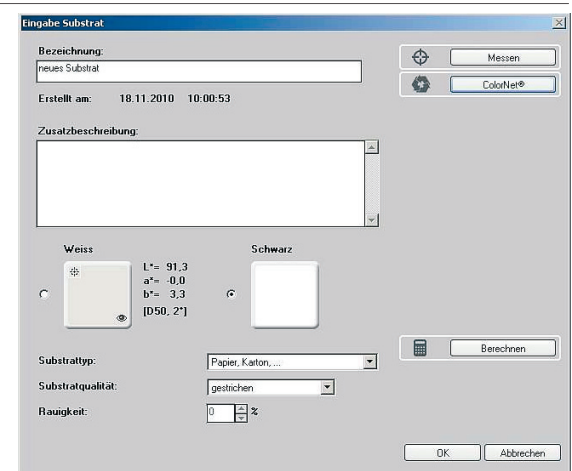 Eingabe Substrat
Bezeichnung:
neues Substrat
Erstellt am: 18.11.2010 10:00:53
Messen
ColorNet®
Zusatzbeschreibung:
Weiss
Schwarz
L*= 91,3
a*= -0,0
b*= 3,3
[D50, 2°]
Substrattyp: Papier, Karton, ...
Berechnen
Substratqualität: gestrichen
Rauigkeit: 0 %
OK Abbrechen